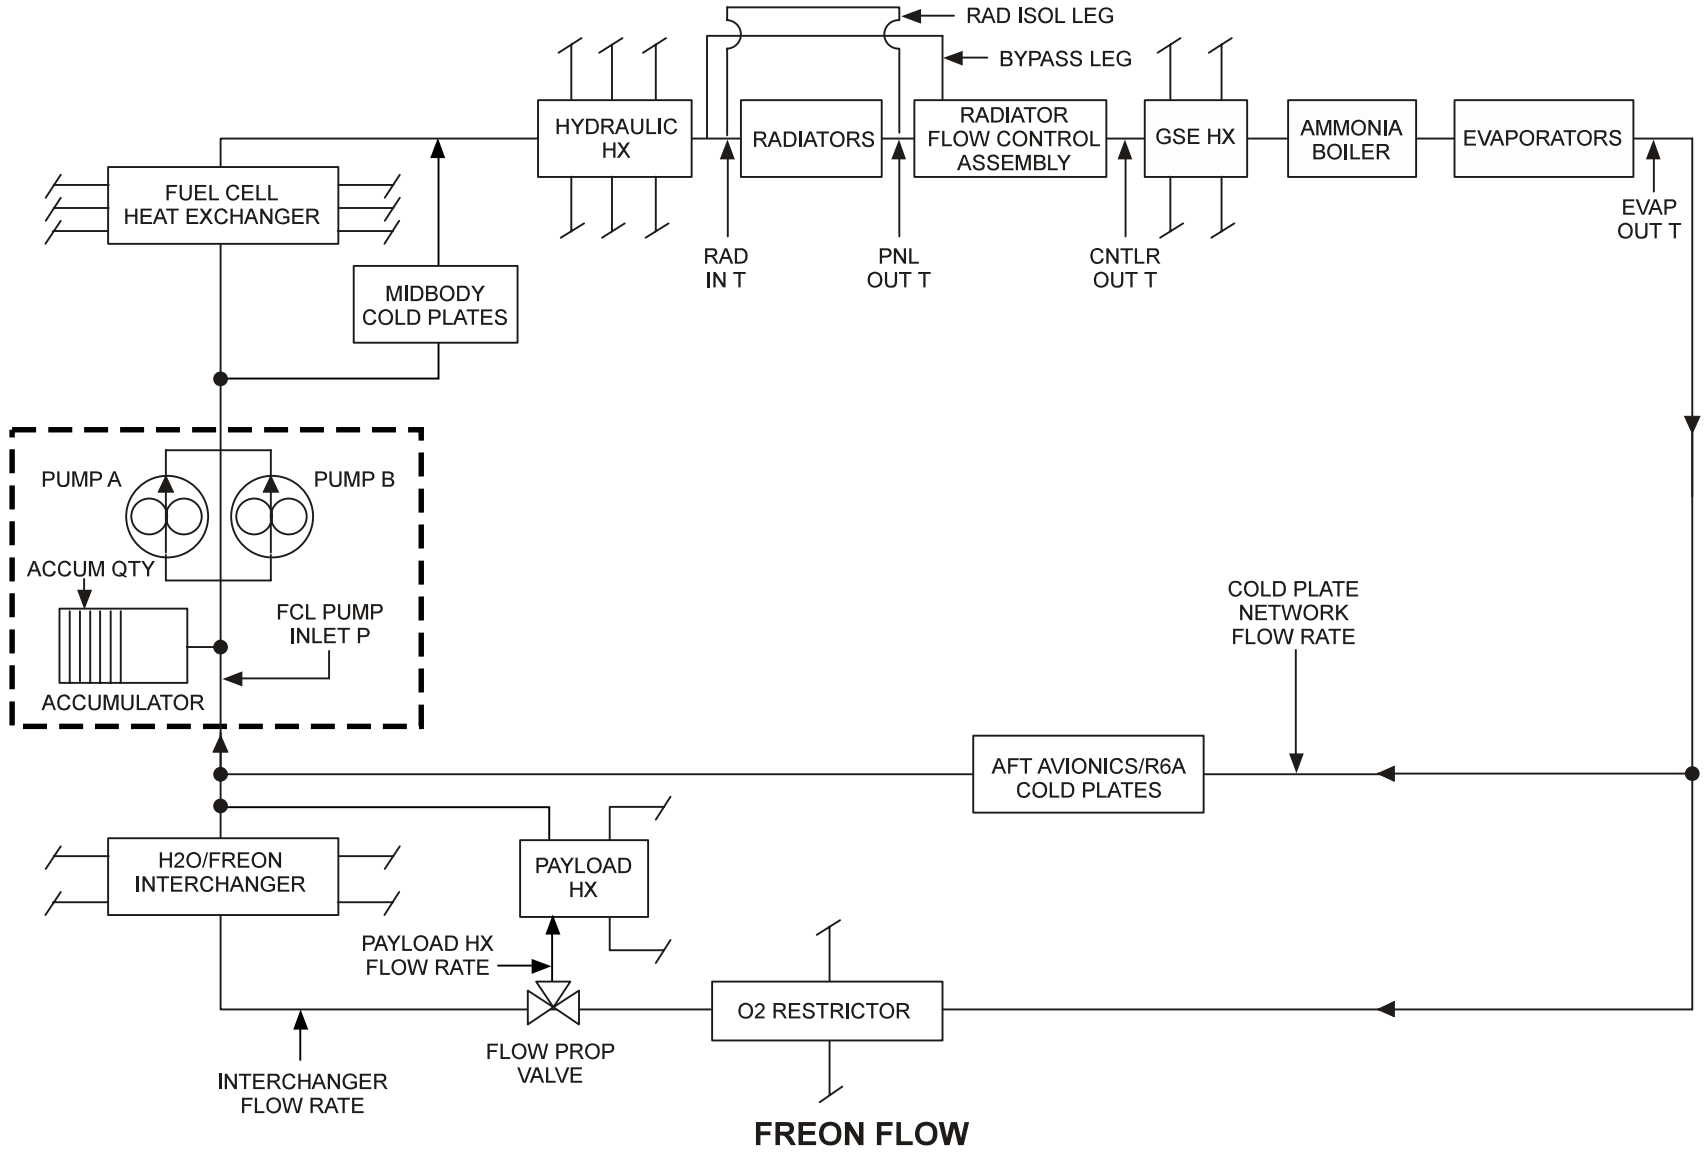 RAD ISOL LEG
BYPASS LEG
HYDRAULIC
HX
RADIATORS
RADIATOR
FLOW CONTROL
ASSEMBLY
GSE HX
AMMONIA
BOILER
EVAPORATORS
FUEL CELL
HEAT EXCHANGER
RAD
IN T
PNL
OUT T
CNTLR
OUT T
EVAP
OUT T
MIDBODY
COLD PLATES
PUMP A
PUMP B
ACCUM QTY
FCL PUMP
INLET P
ACCUMULATOR
COLD PLATE
NETWORK
FLOW RATE
AFT AVIONICS/R6A
COLD PLATES
H2O/FREON
INTERCHANGER
PAYLOAD
HX
PAYLOAD HX
FLOW RATE
O2 RESTRICTOR
FLOW PROP
VALVE
INTERCHANGER
FLOW RATE
FREON FLOW